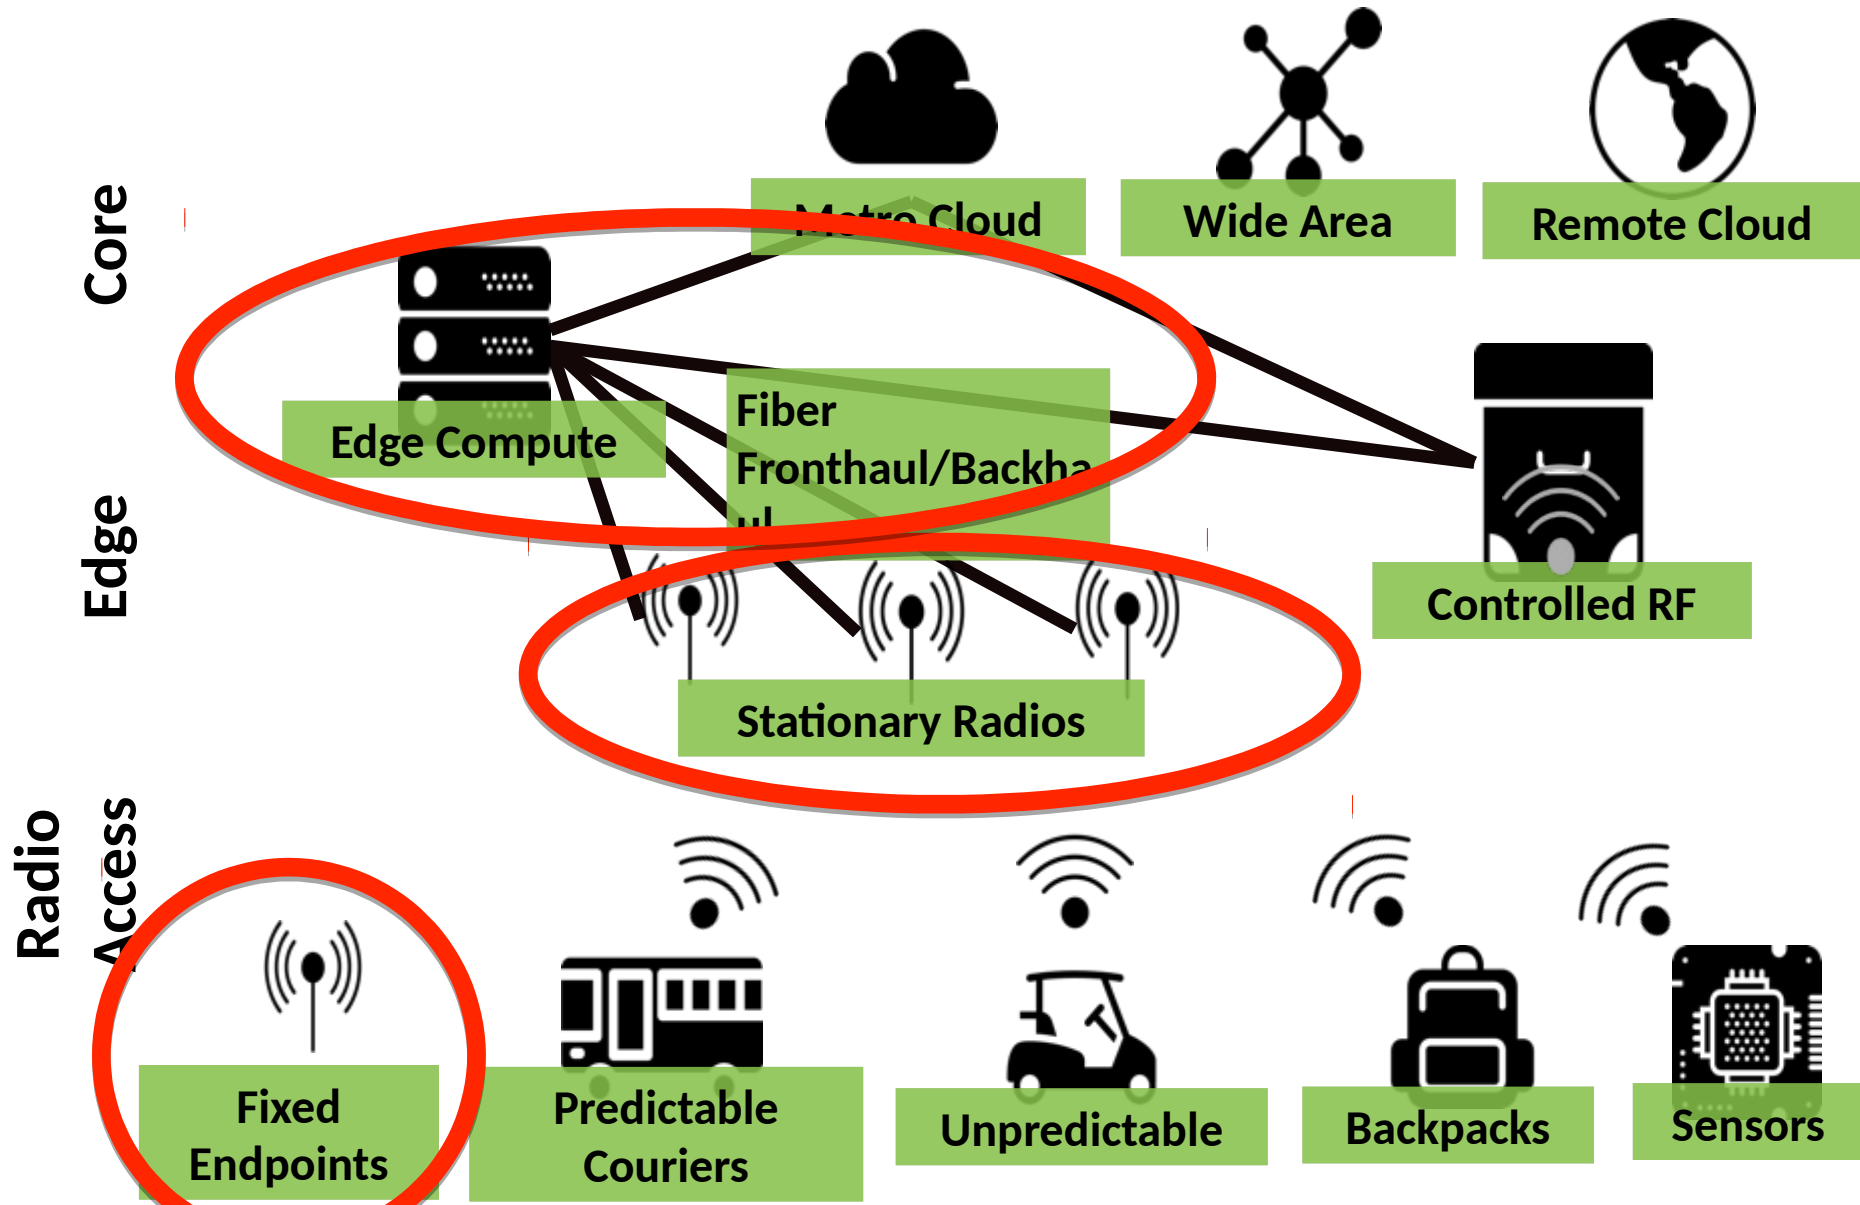 Core
Metro Cloud
Wide Area
Remote Cloud
Edge Compute
Fiber
Fronthaul/Backha
ul
Edge
Controlled RF
Stationary Radios
Radio
Access
Fixed
Endpoints
Predictable
Couriers
Unpredictable
Backpacks
Sensors